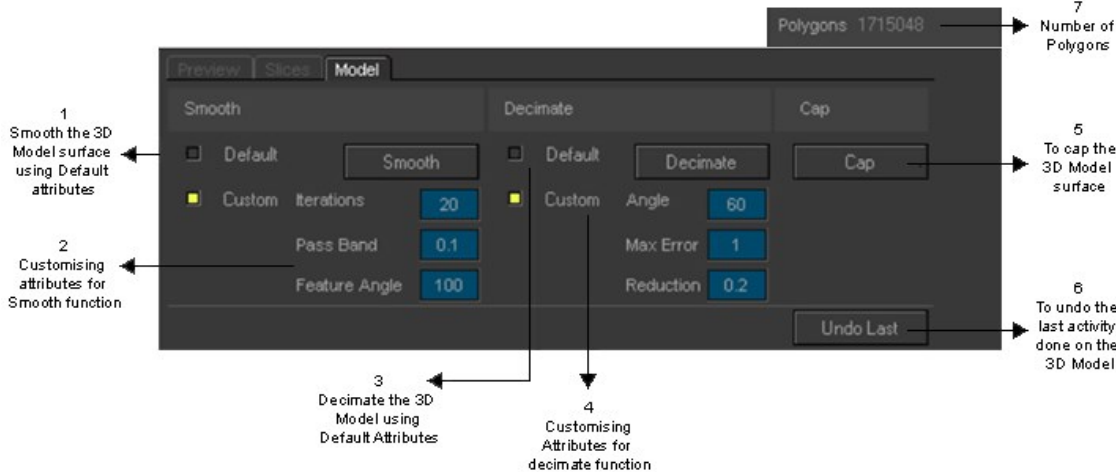 7
Number of
Polygons
Polygons 1715048
Preview Slices Model
Smooth Decimate Cap
1
Smooth the 3D
Model surface
using Default
attributes
Default Smooth Default Decimate Cap
5
To cap the
3D Model
surface
Custom Iterations 20 Custom Angle 60
2
Customising
attributes for
Smooth function
Pass Band 0.1 Max Error 1
Feature Angle 100 Reduction 0.2
Undo Last
6
To undo the
last activity
done on the
3D Model
3
Decimate the 3D
Model using
Default Attributes
4
Customising
Attributes for
decimate function